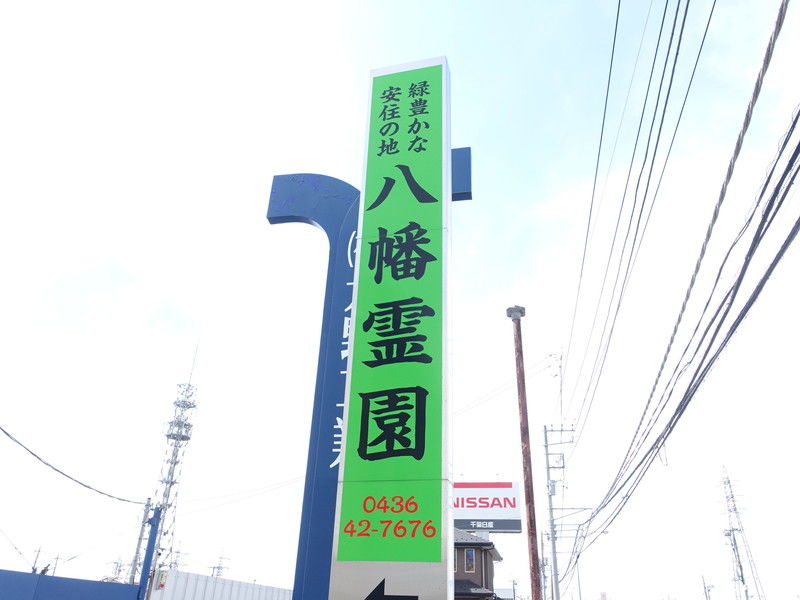 緑豊かな
安住の地
八幡霊園
0436
42-7676
NISSAN
千葉日産